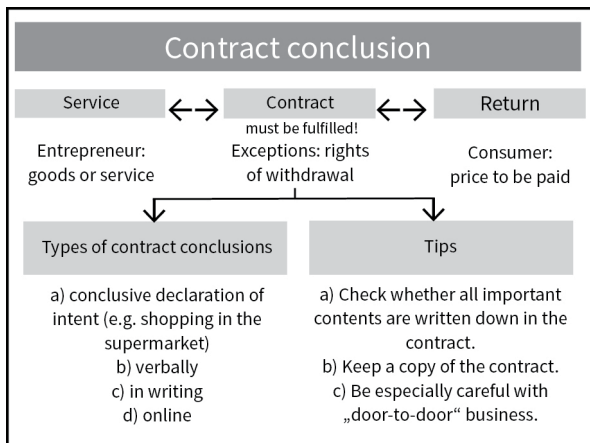 Contract conclusion
Service
Contract
Return
must be fulfilled!
Entrepreneur:
goods or service
Exceptions: rights
of withdrawal
Consumer:
price to be paid
Types of contract conclusions
a) conclusive declaration of
intent (e.g. shopping in the
supermarket)
b) verbally
c) in writing
d) online
Tips
a) Check whether all important
contents are written down in the
contract.
b) Keep a copy of the contract.
c) Be especially careful with
„door-to-door“ business.